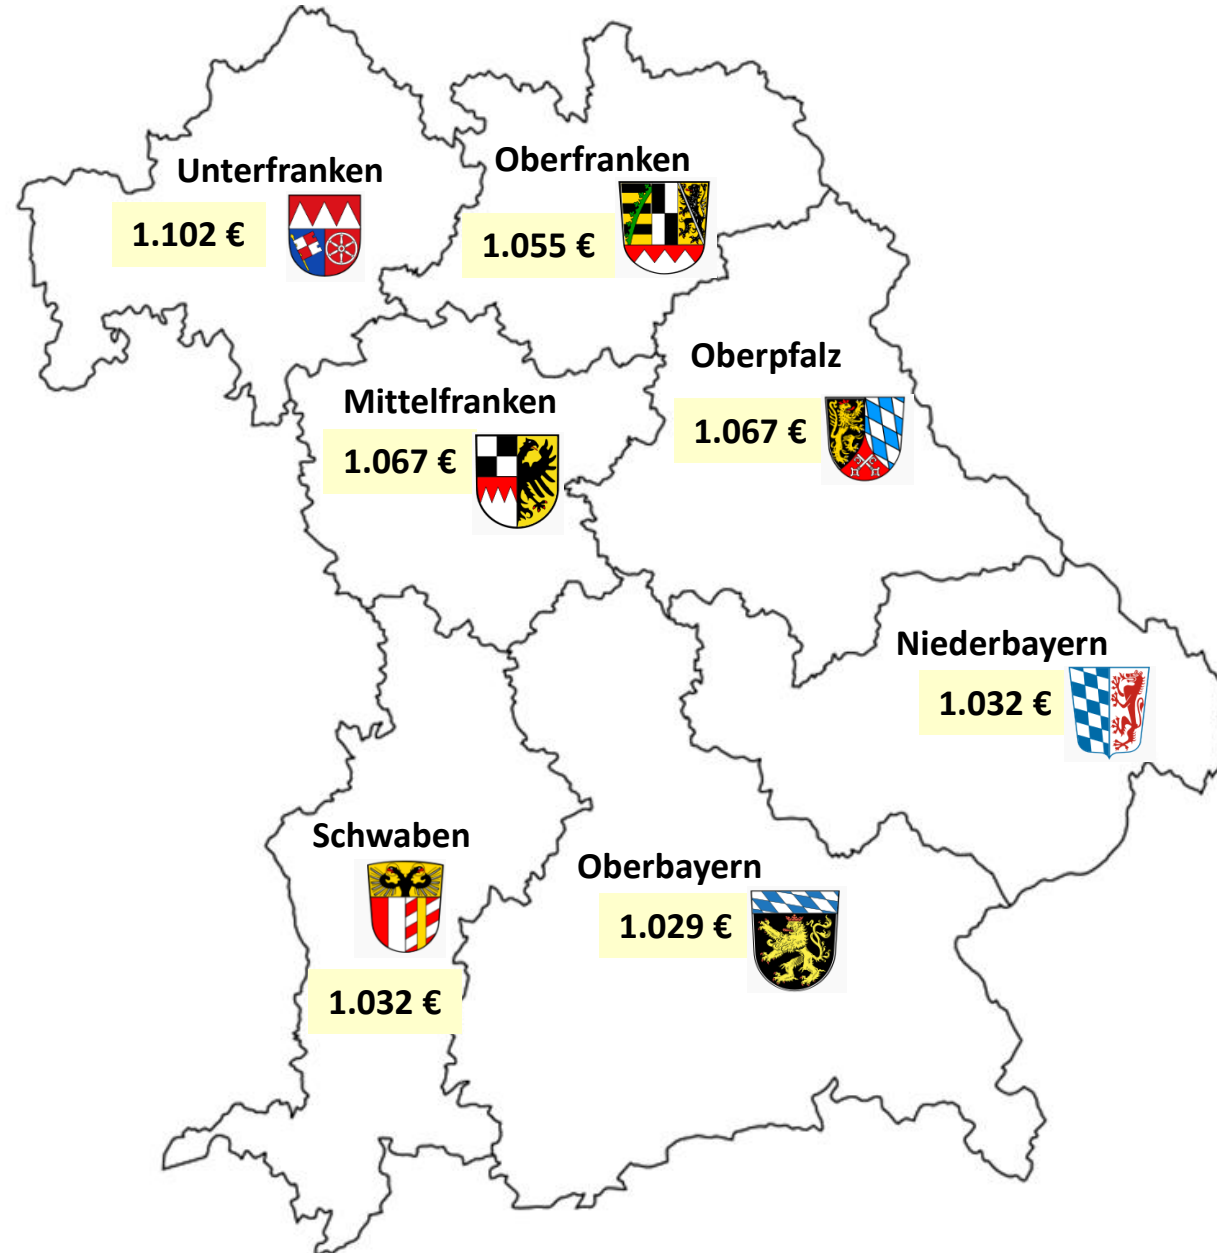 Unterfranken
1.102 €
Oberfranken
1.055 €
Oberpfalz
1.067 €
Mittelfranken
1.067 €
Niederbayern
1.032 €
Schwaben
1.032 €
Oberbayern
1.029 €